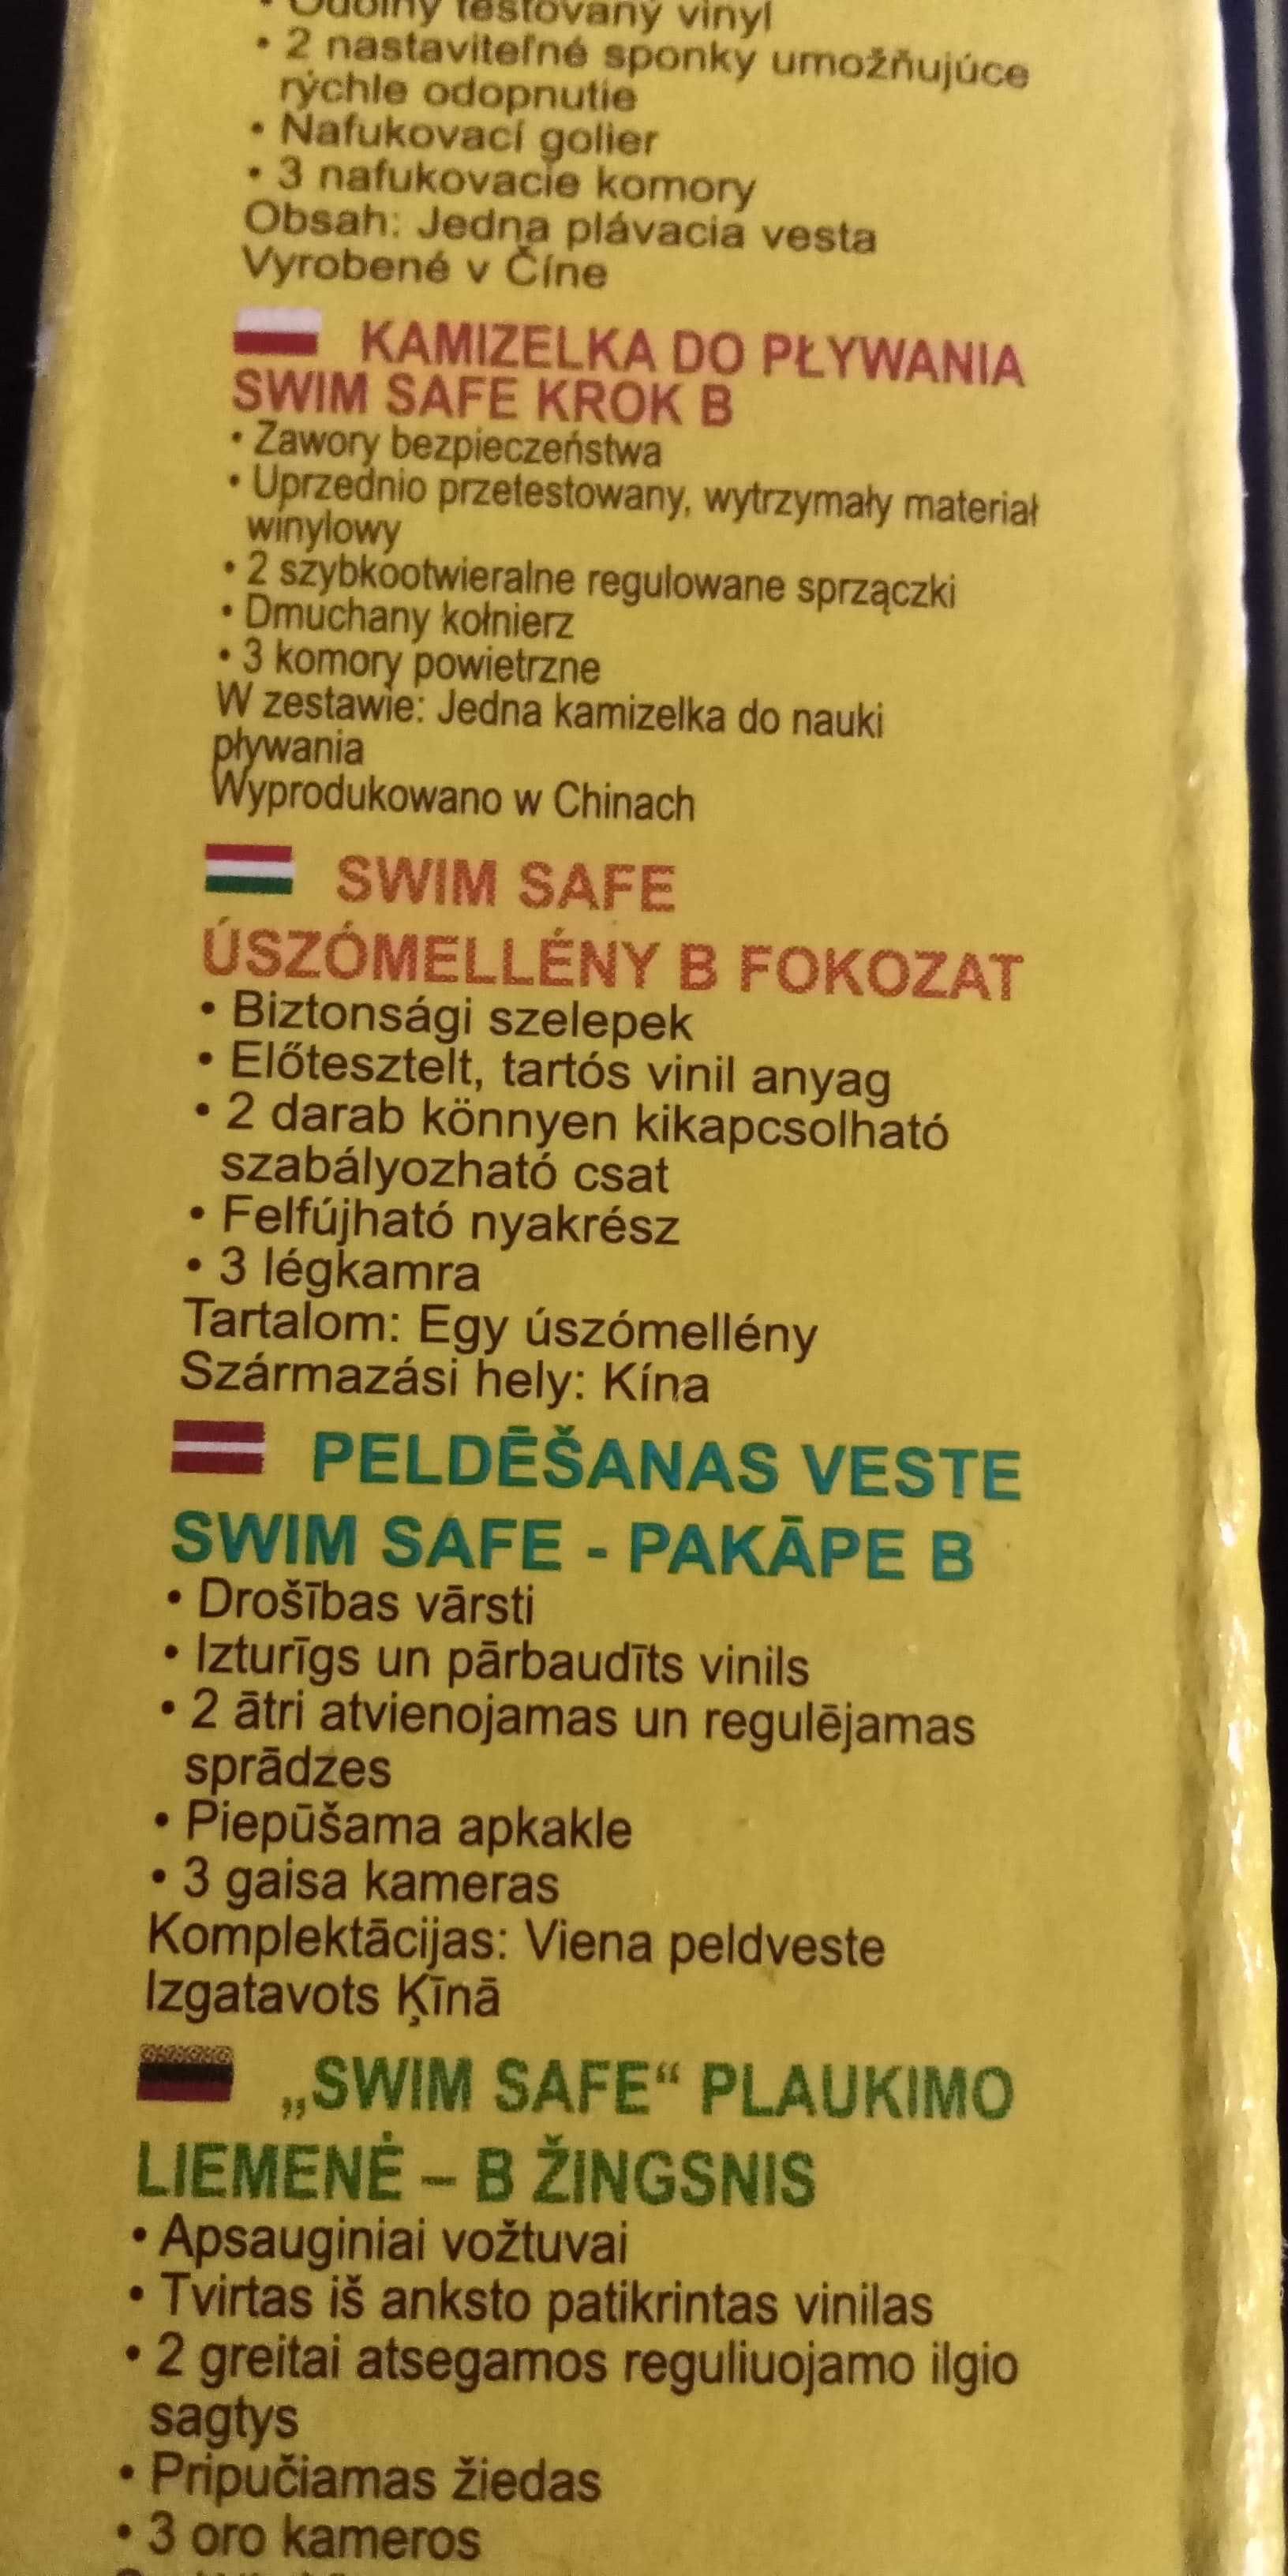 • Odolný testovaný vinyl
• 2 nastaviteľné sponky umožňujúce
rýchle odopnutie
• Nafukovací golier
• 3 nafukovacie komory
Obsah: Jedna plávacia vesta
Vyrobené v Číne
KAMIZELKA DO PŁYWANIA
SWIM SAFE KROK B
• Zawory bezpieczeństwa
• Uprzednio przetestowany, wytrzymały materiał
winylowy
• 2 szybkootwieralne regulowane sprzączki
• Dmuchany kołnierz
• 3 komory powietrzne
W zestawie: Jedna kamizelka do nauki
pływania
Wyprodukowano w Chinach
SWIM SAFE
ÚSZÓMELLÉNY B FOKOZAT
• Biztonsági szelepek
• Előtesztelt, tartós vinil anyag
• 2 darab könnyen kikapcsolható
szabályozható csat
• Felfújható nyakrész
• 3 légkamra
Tartalom: Egy úszómellény
Származási hely: Kína
PELDĒŠANAS VESTE
SWIM SAFE - PAKĀPE B
• Drošības vārsti
• Izturīgs un pārbaudīts vinils
• 2 ātri atvienojamas un regulējamas
sprādzes
• Piepūšama apkakle
• 3 gaisa kameras
Komplektācijas: Viena peldveste
Izgatavots Ķīnā
„SWIM SAFE“ PLAUKIMO
LIEMENĖ – B ŽINGSNIS
• Apsauginiai vožtuvai
• Tvirtas iš anksto patikrintas vinilas
• 2 greitai atsegamos reguliuojamo ilgio
sagtys
• Pripučiamas žiedas
• 3 oro kameros